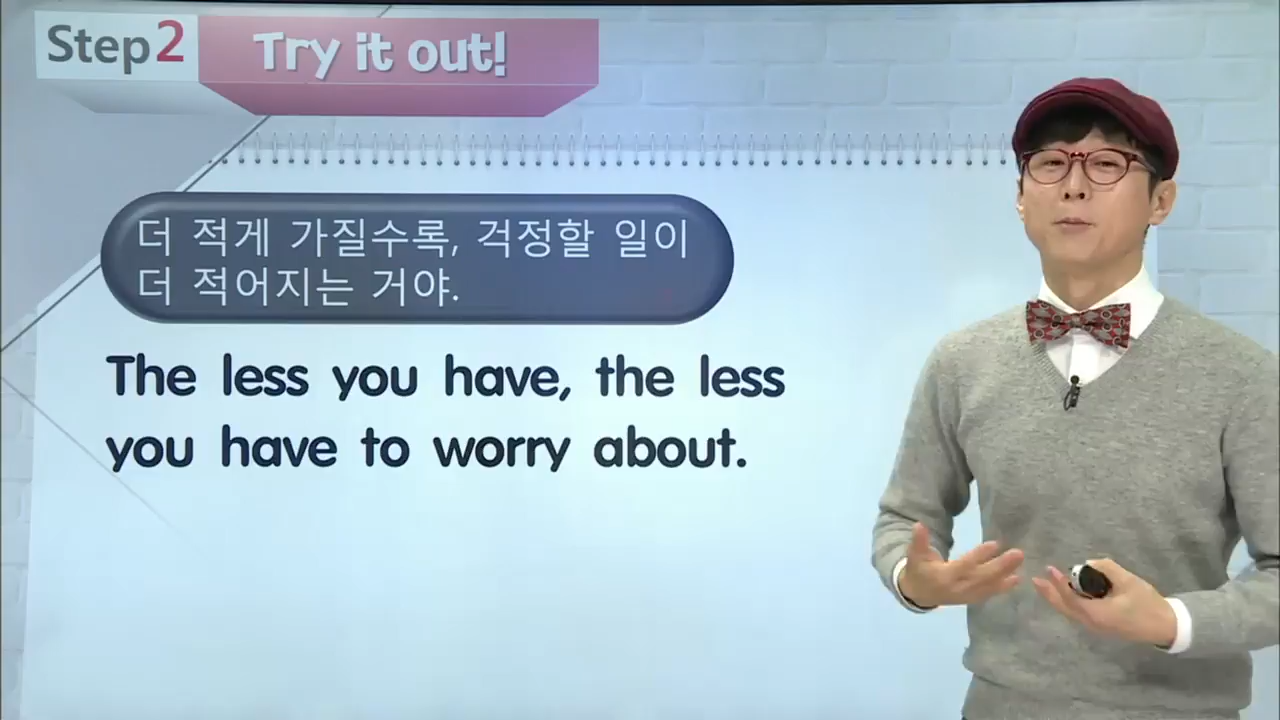 Step2
Try it out!
더 적게 가질수록, 걱정할 일이
더 적어지는 거야.
The less you have, the less
you have to worry about.